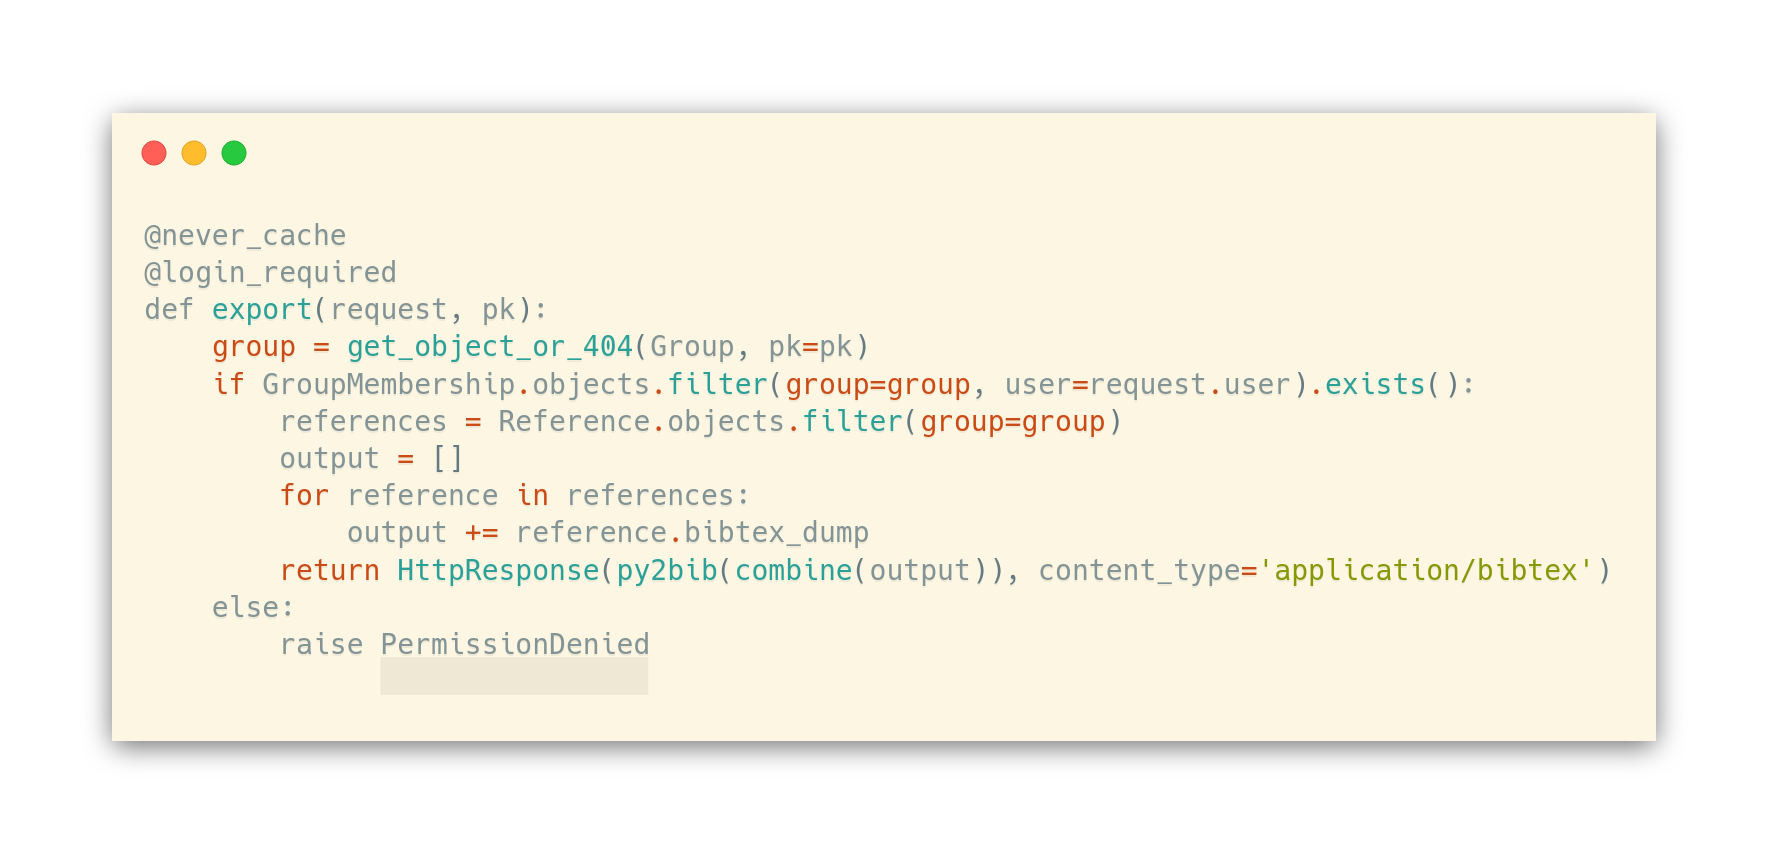 @never_cache
@login_required
def export(request, pk):
    group = get_object_or_404(Group, pk=pk)
    if GroupMembership.objects.filter(group=group, user=request.user).exists():
        references = Reference.objects.filter(group=group)
        output = []
        for reference in references:
            output += reference.bibtex_dump
        return HttpResponse(py2bib(combine(output)), content_type='application/bibtex')
    else:
        raise PermissionDenied